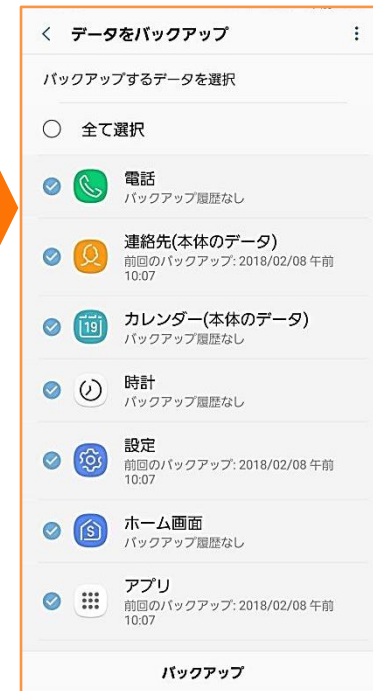 データをバックアップ
バックアップするデータを選択
全て選択
電話
バックアップ履歴なし
連絡先(本体のデータ)
前回のバックアップ: 2018/02/08 午前
10:07
19
カレンダー(本体のデータ)
バックアップ履歴なし
時計
バックアップ履歴なし
設定
前回のバックアップ: 2018/02/08 午前
10:07
S
ホーム画面
バックアップ履歴なし
アプリ
前回のバックアップ: 2018/02/08 午前
10:07
バックアップ